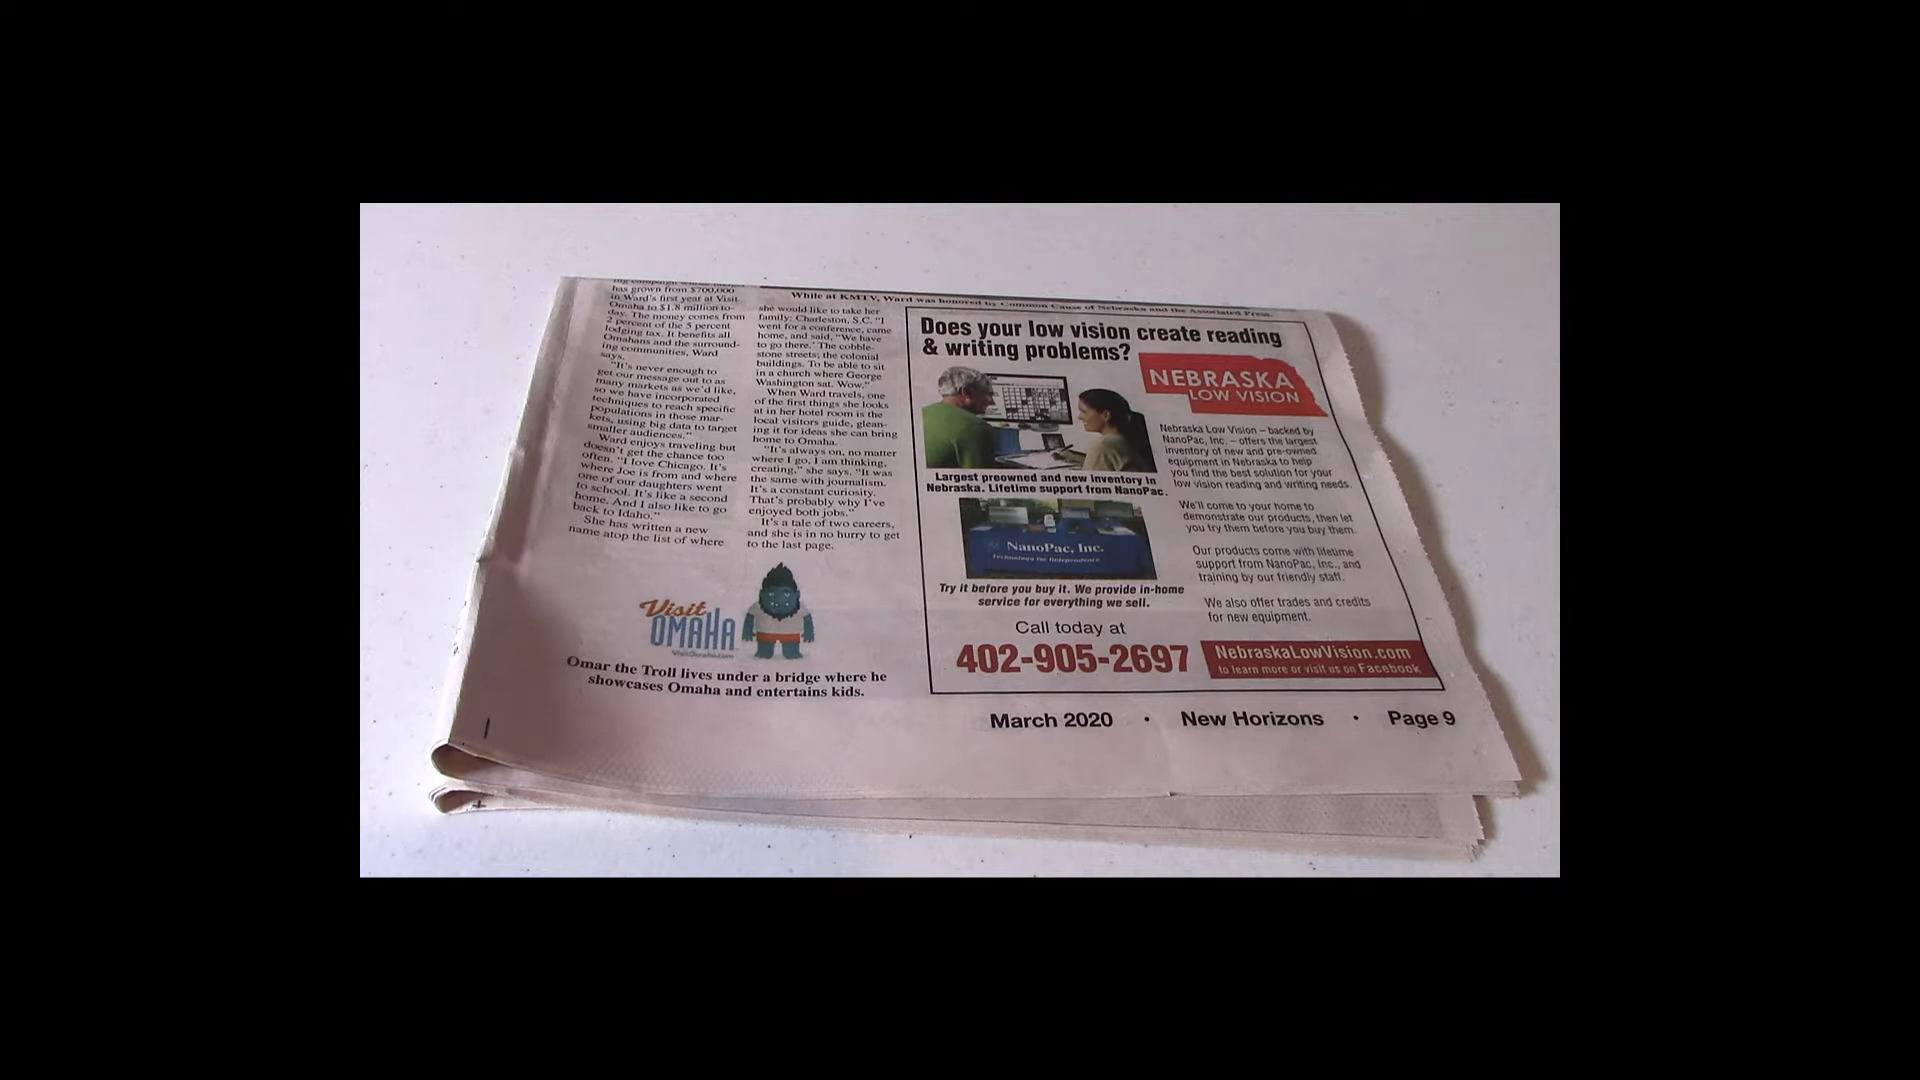 has grown from $700,000
in Ward's first year at Visit
Omaha to $1.8 million to-
day. The money comes from
2 percent of the 5 percent
lodging tax. It benefits all
Omahans and the surround-
ing communities, Ward
says.
"It's never enough to
get our message out to as
many markets as we'd like,
so we have incorporated
techniques to reach specific
populations in those mar-
kets, using big data to target
smaller audiences."
Ward enjoys traveling but
doesn't get the chance too
often. "I love Chicago. It's
where Joe is from and where
one of our daughters went
to school. It's like a second
home. And I also like to go
back to Idaho."
She has written a new
name atop the list of where
While at KMTV, Ward was honored by Common Cause of Nebraska and the Associated Press.
she would like to take her
family: Charleston, S.C. "I
went for a conference, came
home, and said, "We have
to go there.' The cobble-
stone streets; the colonial
buildings. To be able to sit
in a church where George
Washington sat. Wow."
When Ward travels, one
of the first things she looks
at in her hotel room is the
local visitors guide, glean-
ing it for ideas she can bring
home to Omaha.
"It's always on, no matter
where I go, I am thinking,
creating," she says. "It was
the same with journalism.
It's a constant curiosity.
That's probably why I've
enjoyed both jobs."
It's a tale of two careers,
and she is in no hurry to get
to the last page.
Visit
OMAHA
VisitOmaha.com
Omar the Troll lives under a bridge where he
showcases Omaha and entertains kids.
Does your low vision create reading
& writing problems?
NEBRASKA
LOW VISION
Largest preowned and new inventory in
Nebraska. Lifetime support from NanoPac.
NanoPac, Inc.
Technology for Independence
Try it before you buy it. We provide in-home
service for everything we sell.
Call today at
402-905-2697
Nebraska Low Vision – backed by
NanoPac, Inc. – offers the largest
inventory of new and pre-owned
equipment in Nebraska to help
you find the best solution for your
low vision reading and writing needs.
We'll come to your home to
demonstrate our products, then let
you try them before you buy them.
Our products come with lifetime
support from NanoPac, Inc., and
training by our friendly staff.
We also offer trades and credits
for new equipment.
NebraskaLowVision.com
to learn more or visit us on Facebook
March 2020 • New Horizons • Page 9